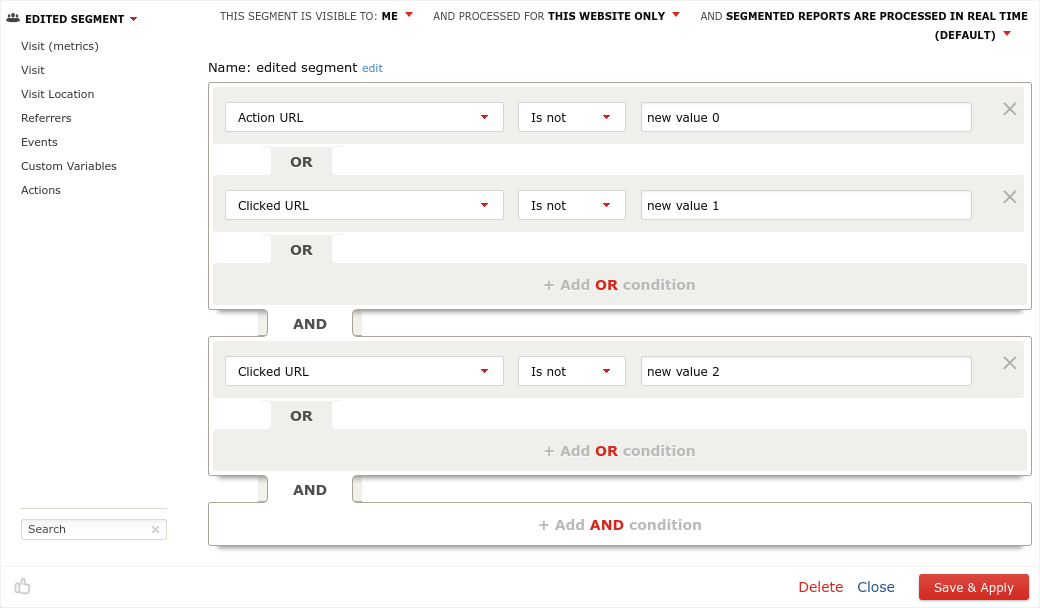 EDITED SEGMENT
THIS SEGMENT IS VISIBLE TO: ME AND PROCESSED FOR THIS WEBSITE ONLY AND SEGMENTED REPORTS ARE PROCESSED IN REAL TIME
(DEFAULT)
Visit (metrics)
Visit
Visit Location
Referrers
Events
Custom Variables
Actions
Search
Name: edited segment edit
Action URL Is not new value 0
OR
Clicked URL Is not new value 1
OR
+ Add OR condition
AND
Clicked URL Is not new value 2
OR
+ Add OR condition
AND
+ Add AND condition
Delete Close Save & Apply